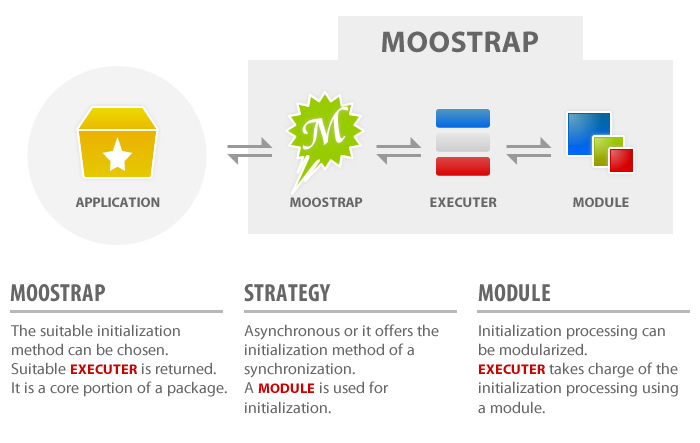 MOOSTRAP
M
APPLICATION
MOOSTRAP
EXECUTER
MODULE
MOOSTRAP
The suitable initialization
method can be chosen.
Suitable EXECUTER is returned.
It is a core portion of a package.
STRATEGY
Asynchronous or it offers the
initialization method of a
synchronization.
A MODULE is used for
initialization.
MODULE
Initialization processing can
be modularized.
EXECUTER takes charge of the
initialization processing using
a module.